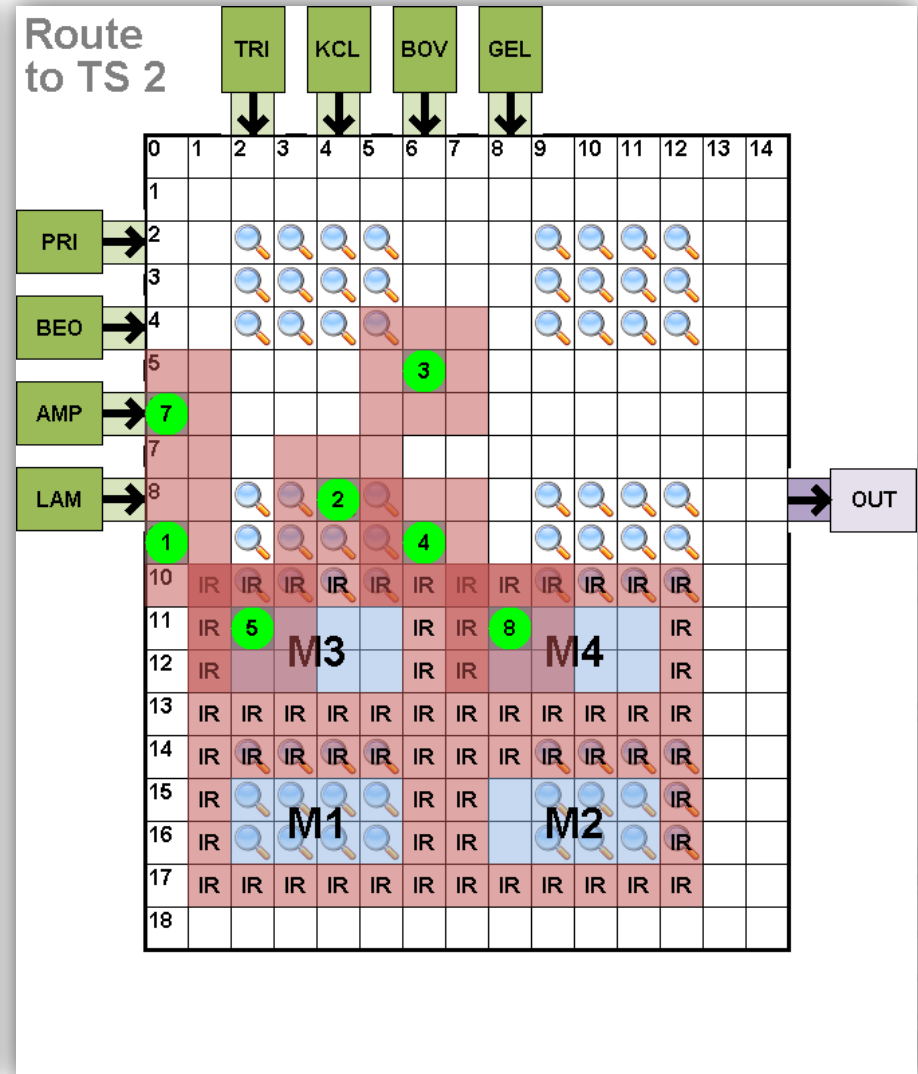 Route
to TS 2
TRI KCL BOV GEL
0 1 2 3 4 5 6 7 8 9 10 11 12 13 14
1
PRI 2
3
BEO 4
5 3
AMP 7
7
LAM 8 2 OUT
1 4
10 IR IR IR IR IR IR IR IR IR IR IR IR
11 IR 5 IR IR 8 IR
M3 M4
12 IR IR IR IR
13 IR IR IR IR IR IR IR IR IR IR IR IR
14 IR IR IR IR IR IR IR IR IR IR IR IR
15 IR IR IR IR
M1 M2
16 IR IR IR IR
17 IR IR IR IR IR IR IR IR IR IR IR IR
18